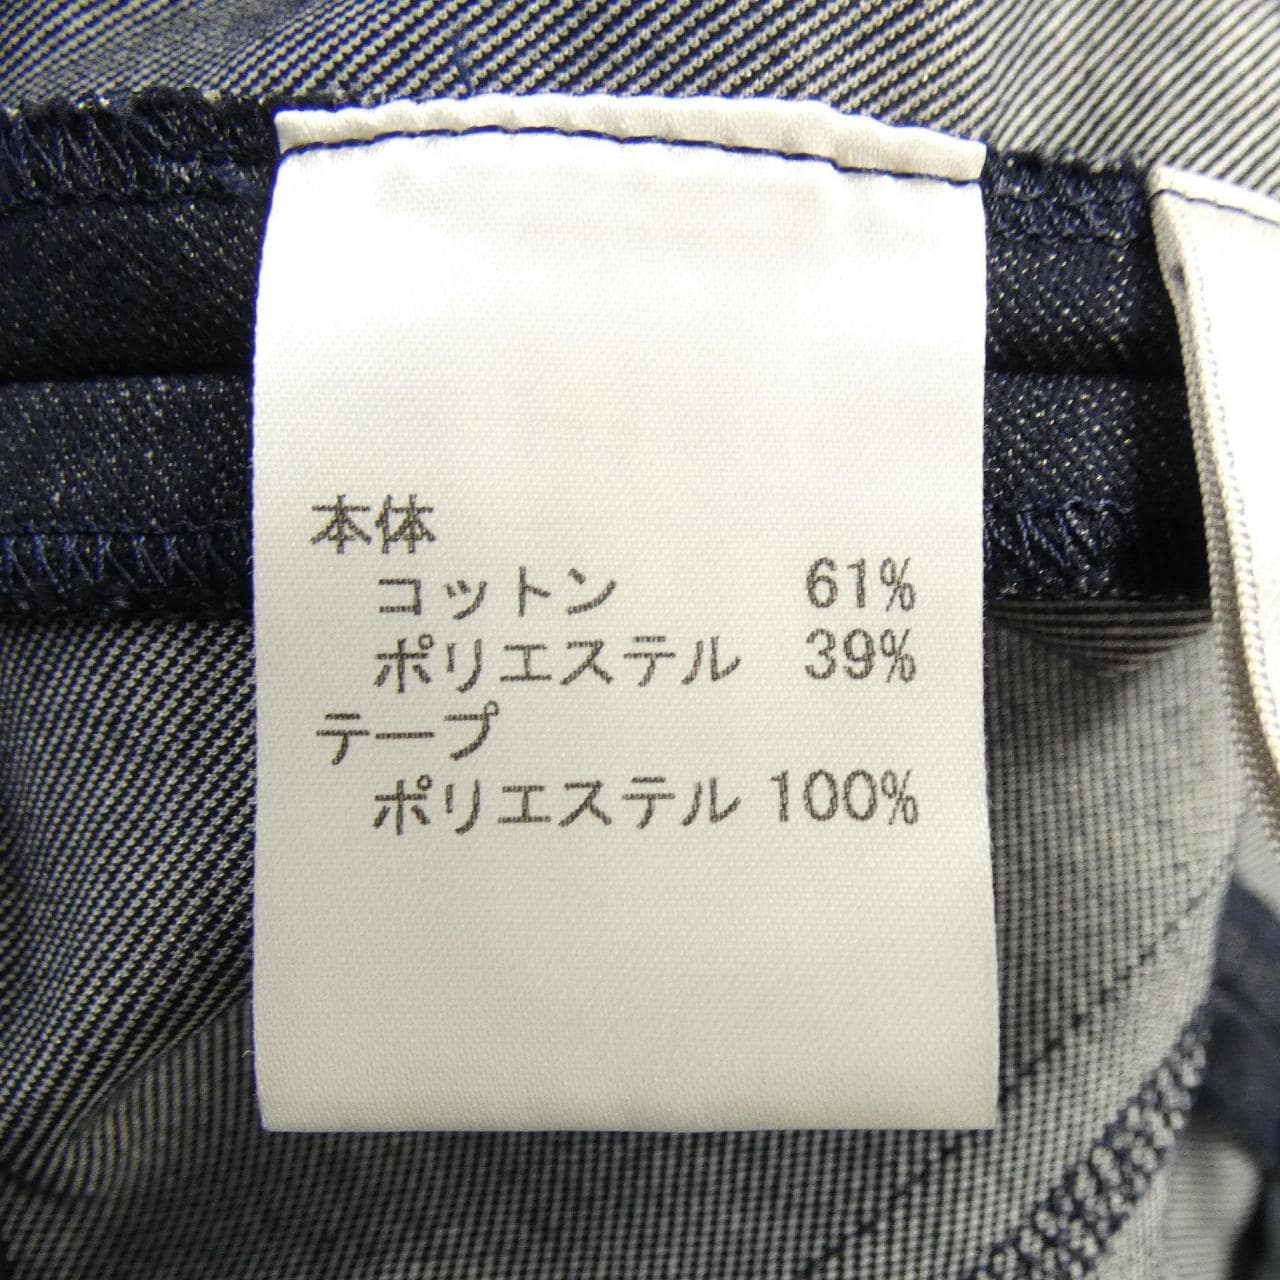 本体
コットン 61%
ポリエステル 39%
テープ
ポリエステル 100%